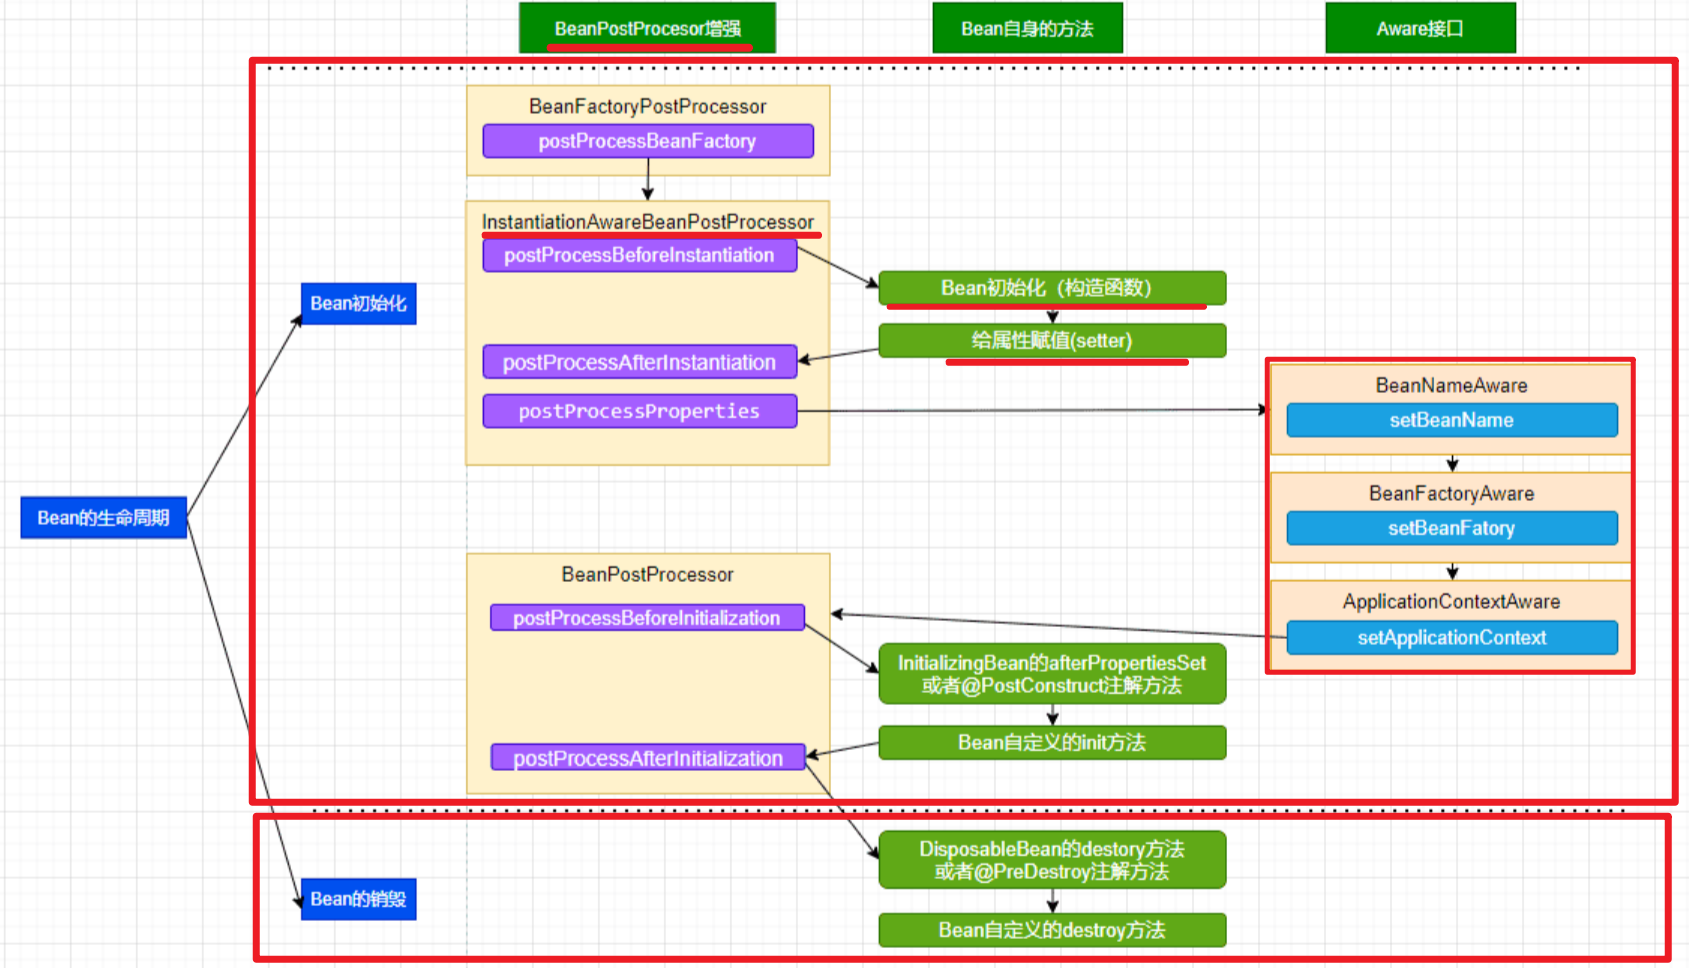 BeanPostProcesor增强
Bean自身的方法
Aware接口
BeanFactoryPostProcessor
postProcessBeanFactory
InstantiationAwareBeanPostProcessor
postProcessBeforeInstantiation
Bean初始化（构造函数）
Bean初始化
给属性赋值(setter)
postProcessAfterInstantiation
postProcessProperties
BeanNameAware
setBeanName
BeanFactoryAware
setBeanFatory
Bean的生命周期
BeanPostProcessor
ApplicationContextAware
postProcessBeforeInitialization
setApplicationContext
InitializingBean的afterPropertiesSet
或者@PostConstruct注解方法
Bean自定义的init方法
postProcessAfterInitialization
DisposableBean的destory方法
或者@PreDestroy注解方法
Bean的销毁
Bean自定义的destroy方法